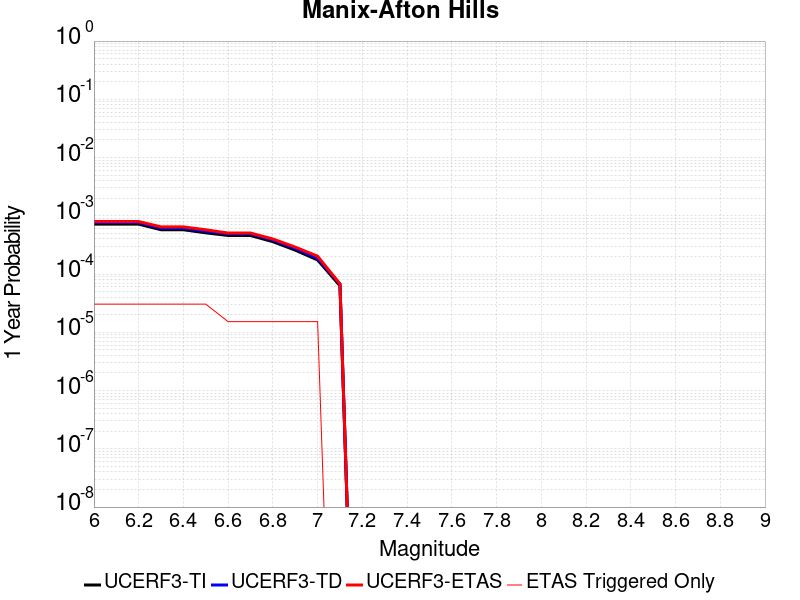 Manix-Afton Hills
10^0
10^-1
10^-2
10^-3
10^-4
10^-5
10^-6
10^-7
10^-8
1 Year Probability
6 6.2 6.4 6.6 6.8 7 7.2 7.4 7.6 7.8 8 8.2 8.4 8.6 8.8 9
Magnitude
UCERF3-TI UCERF3-TD UCERF3-ETAS ETAS Triggered Only